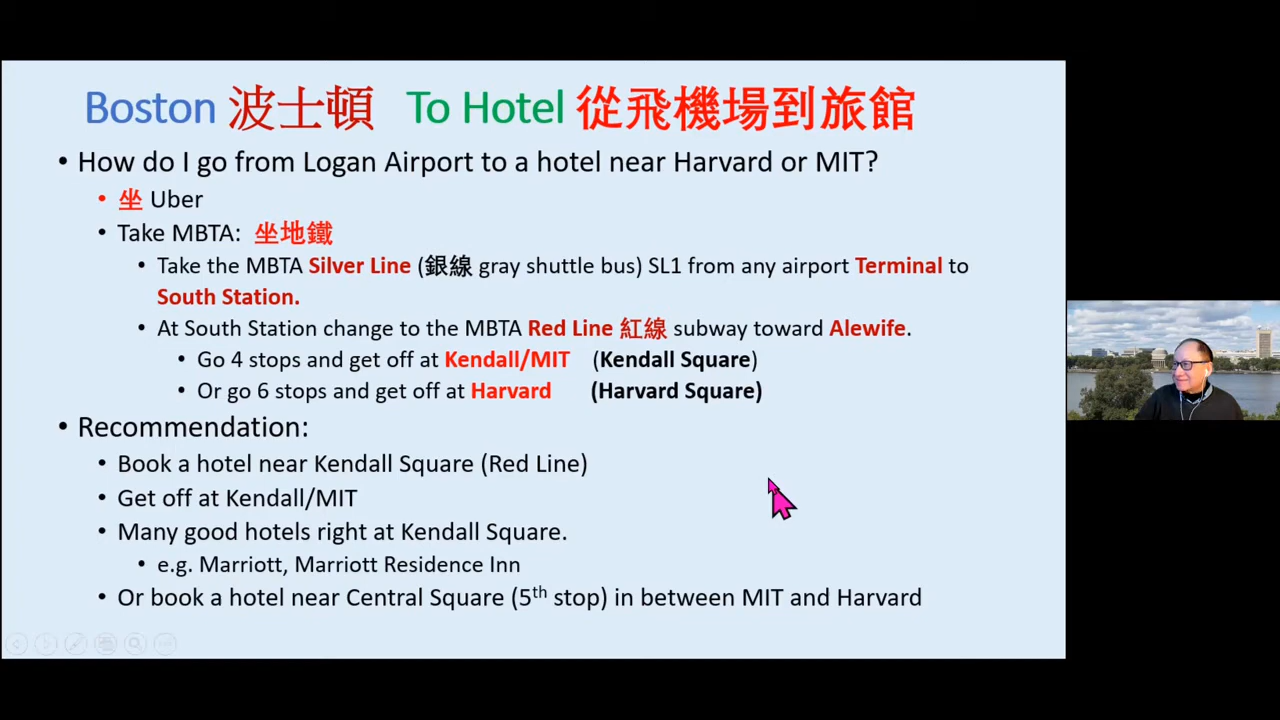 Boston 波士頓 To Hotel 從飛機場到旅館
• How do I go from Logan Airport to a hotel near Harvard or MIT?
• 坐 Uber
• Take MBTA: 坐地鐵
• Take the MBTA Silver Line (銀線 gray shuttle bus) SL1 from any airport Terminal to
South Station.
• At South Station change to the MBTA Red Line 紅線 subway toward Alewife.
• Go 4 stops and get off at Kendall/MIT (Kendall Square)
• Or go 6 stops and get off at Harvard (Harvard Square)
• Recommendation:
• Book a hotel near Kendall Square (Red Line)
• Get off at Kendall/MIT
• Many good hotels right at Kendall Square.
• e.g. Marriott, Marriott Residence Inn
• Or book a hotel near Central Square (5th stop) in between MIT and Harvard